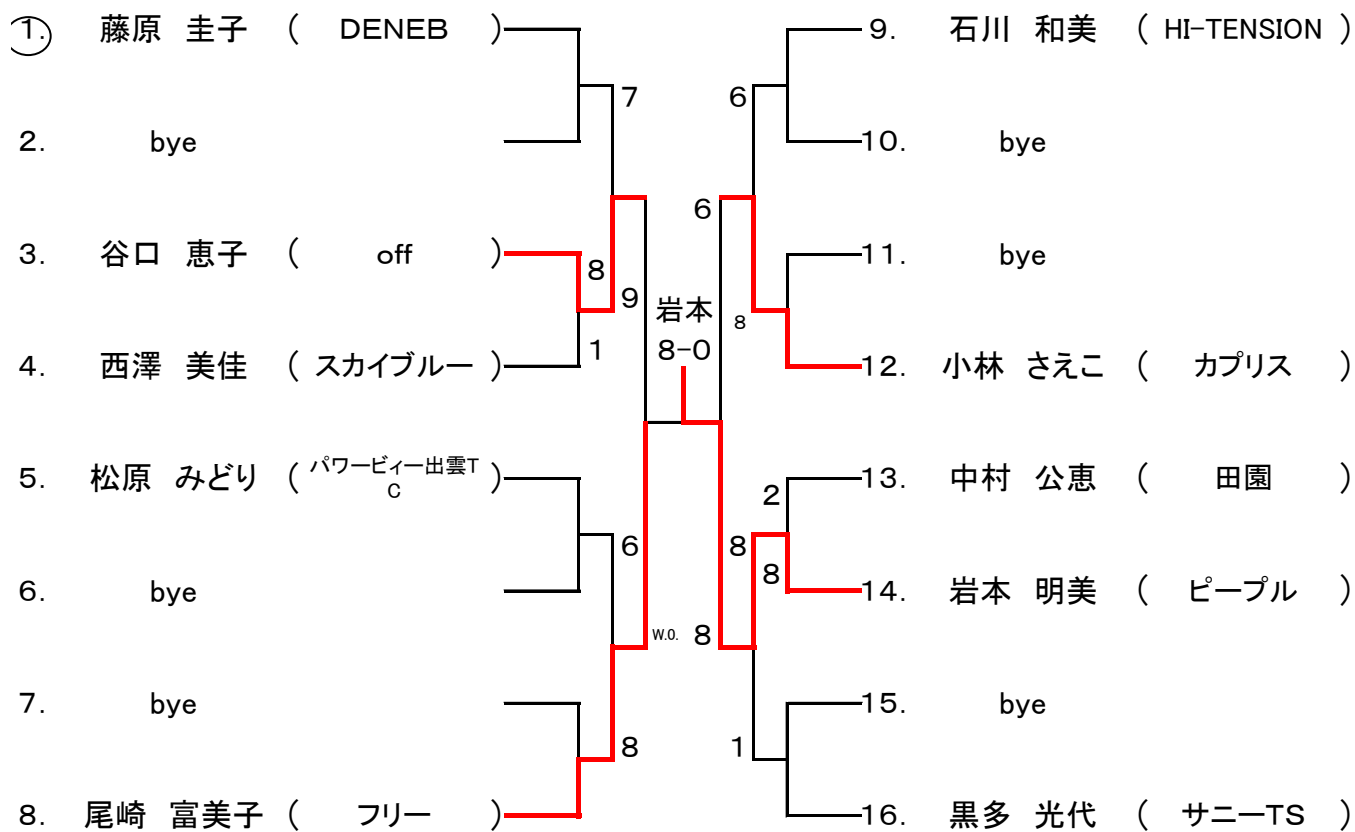 1. 藤原 圭子 ( DENEB )
7
2. bye
3. 谷口 恵子 ( off )
8
9
1
4. 西澤 美佳 ( スカイブルー )
5. 松原 みどり ( パワービィー出雲T
C )
6
6. bye
W.O.
7. bye
8
8. 尾崎 富美子 ( フリー )
岩本
8-0
9. 石川 和美 ( HI-TENSION )
6
10. bye
6
11. bye
8
12. 小林 さえこ ( カプリス )
13. 中村 公恵 ( 田園 )
2
8
8
14. 岩本 明美 ( ピープル )
8
15. bye
1
16. 黒多 光代 ( サニーTS )